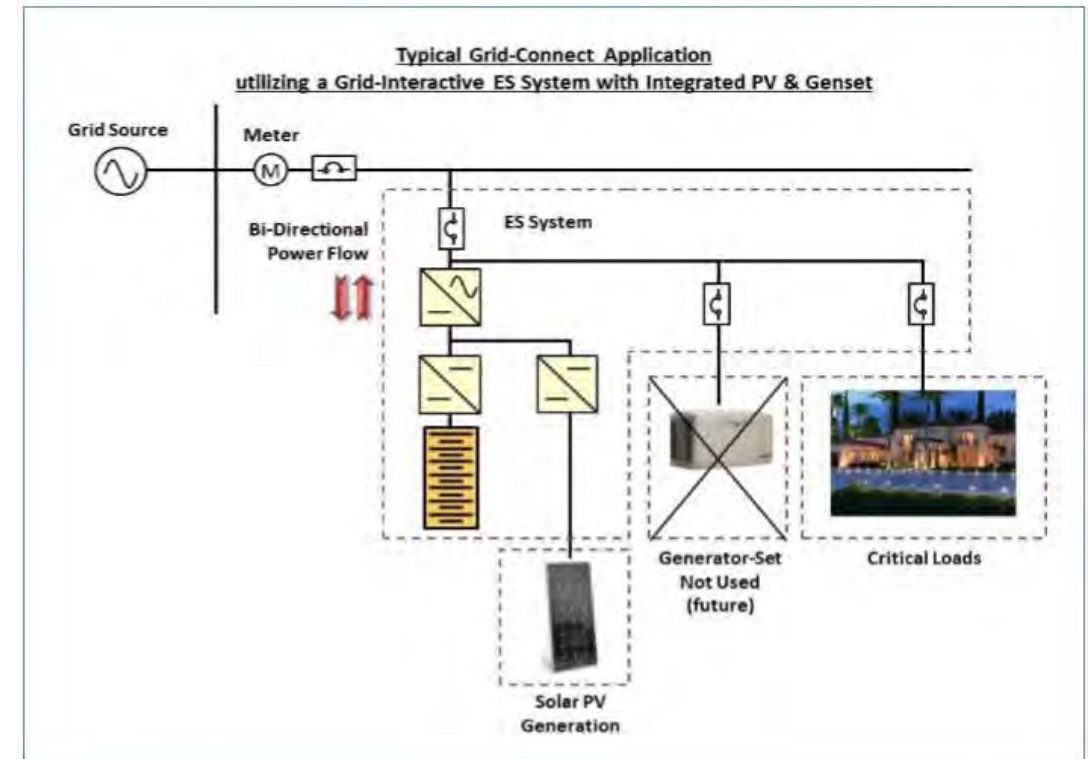 Typical Grid-Connect Application
utilizing a Grid-Interactive ES System with Integrated PV & Genset
Grid Source
Meter
M
Bi-Directional
Power Flow
ES System
Generator-Set
Not Used
(future)
Critical Loads
Solar PV
Generation